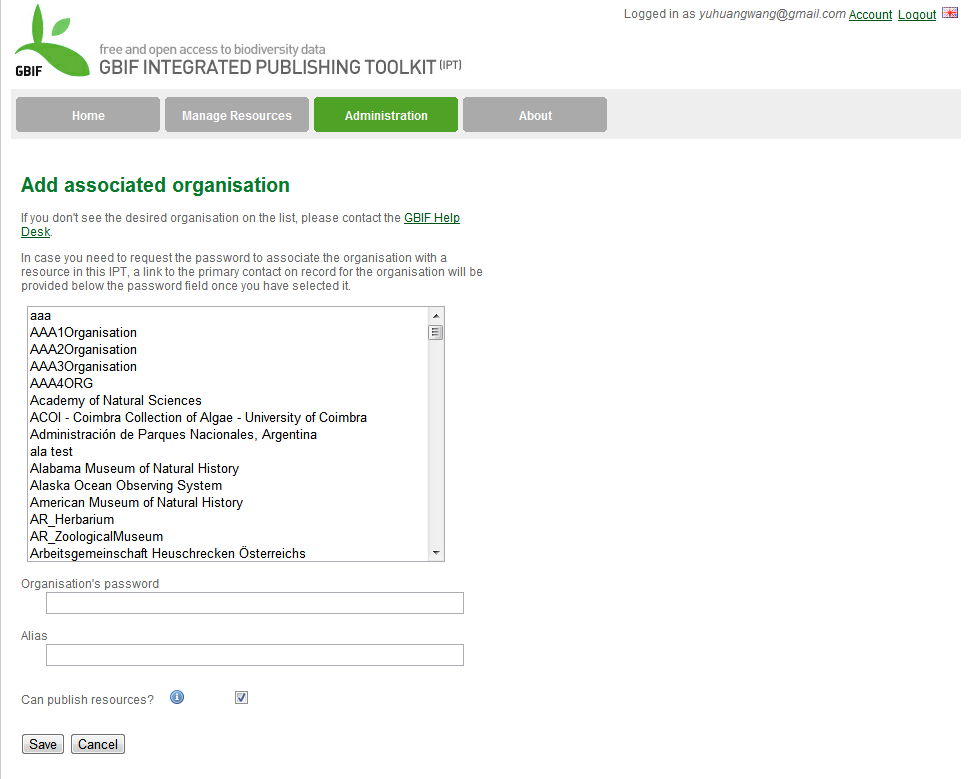 Logged in as yuhuangwang@gmail.com Account Logout
GBIF
free and open access to biodiversity data
GBIF INTEGRATED PUBLISHING TOOLKIT (IPT)
Home Manage Resources Administration About
Add associated organisation
If you don't see the desired organisation on the list, please contact the GBIF Help
Desk.
In case you need to request the password to associate the organisation with a
resource in this IPT, a link to the primary contact on record for the organisation will be
provided below the password field once you have selected it.
aaa
AAA1Organisation
AAA2Organisation
AAA3Organisation
AAA4ORG
Academy of Natural Sciences
ACOI - Coimbra Collection of Algae - University of Coimbra
Administración de Parques Nacionales, Argentina
ala test
Alabama Museum of Natural History
Alaska Ocean Observing System
American Museum of Natural History
AR_Herbarium
AR_ZoologicalMuseum
Arbeitsgemeinschaft Heuschrecken Österreichs
Organisation's password
Alias
Can publish resources?
Save Cancel